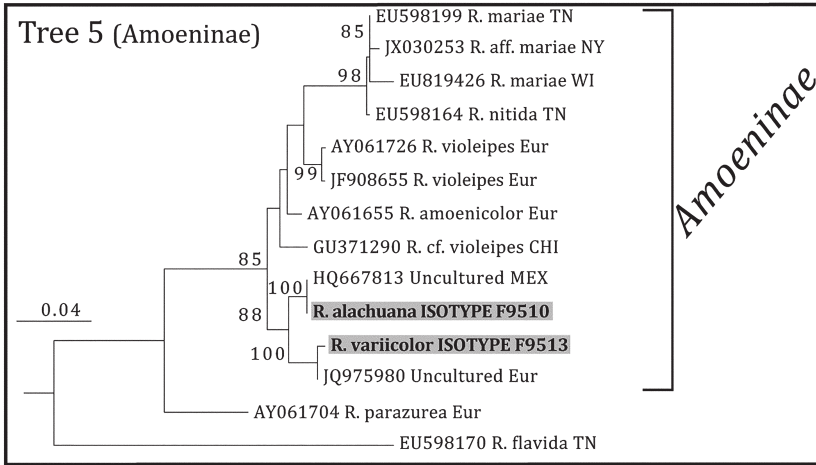 Tree 5 (Amoeninae)
EU598199 R. mariae TN
85
JX030253 R. aff. mariae NY
98
EU819426 R. mariae WI
EU598164 R. nitida TN
AY061726 R. violeipes Eur
99
JF908655 R. violeipes Eur
AY061655 R. amoenicolor Eur
GU371290 R. cf. violeipes CHI
85
HQ667813 Uncultured MEX
100
R. alachuana ISOTYPE F9510
0.04
88
R. variicolor ISOTYPE F9513
100
JQ975980 Uncultured Eur
AY061704 R. parazurea Eur
EU598170 R. flavida TN
Amoeninae